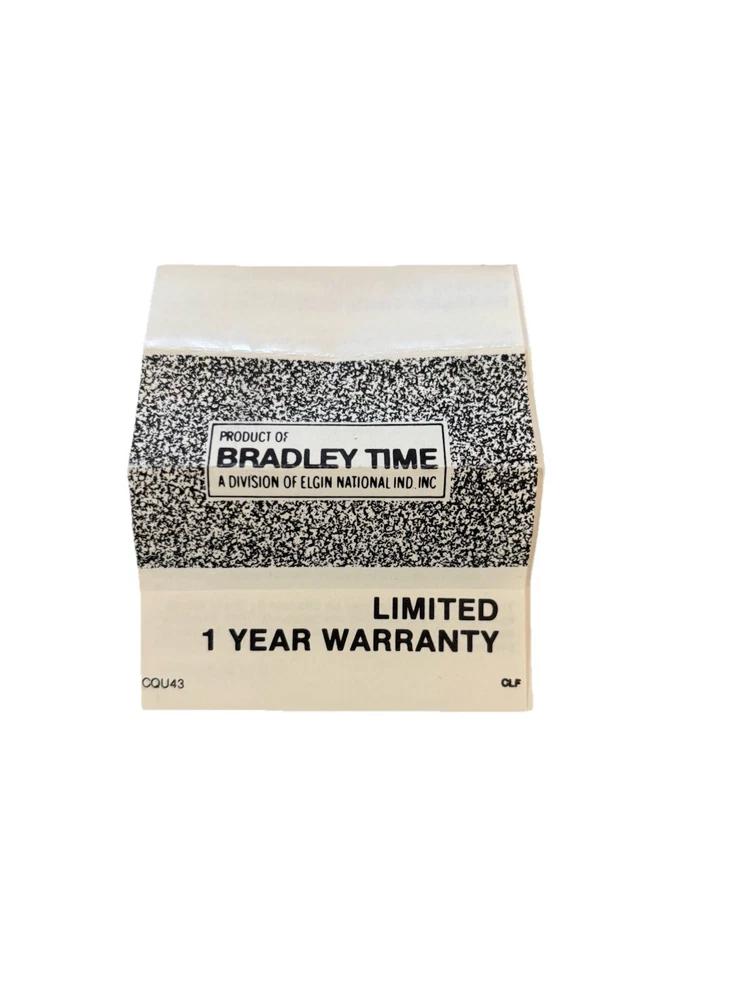 PRODUCT OF
BRADLEY TIME
A DIVISION OF ELGIN NATIONAL IND. INC
LIMITED
1 YEAR WARRANTY
CQU43 CLF